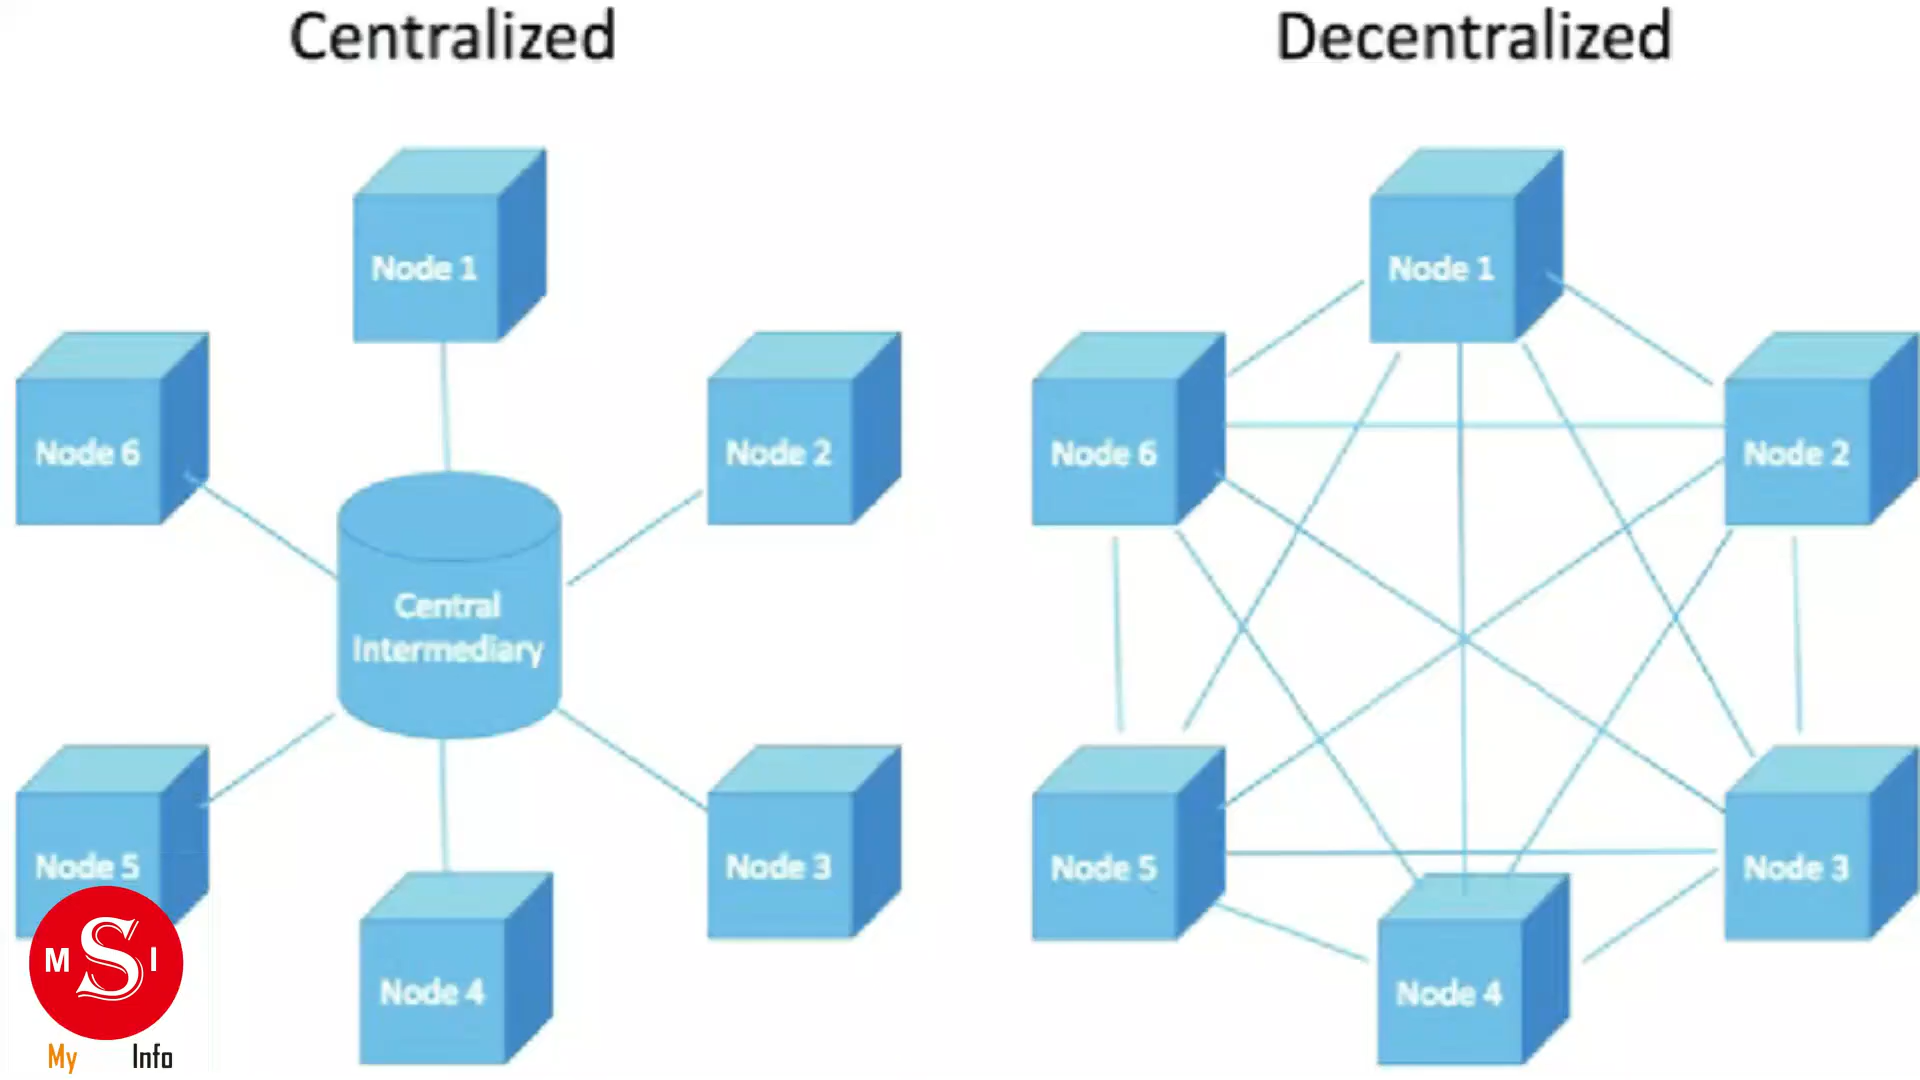 Centralized
Node 1
Node 6
Node 2
Central
Intermediary
Node 5
Node 3
Node 4
Decentralized
Node 1
Node 6
Node 2
Node 5
Node 3
Node 4
M S I
My Info